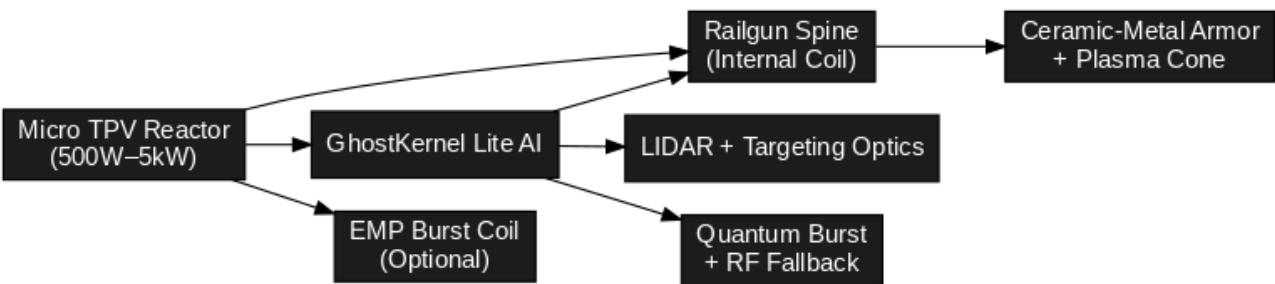 Micro TPV Reactor
(500W–5kW)
GhostKernel Lite AI
EMP Burst Coil
(Optional)
Railgun Spine
(Internal Coil)
LIDAR + Targeting Optics
Quantum Burst
+ RF Fallback
Ceramic-Metal Armor
+ Plasma Cone